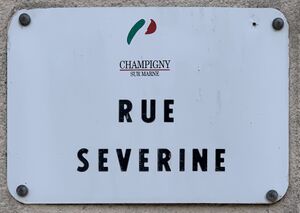 CHAMPIGNY
SUR MARNE
RUE
SEVERINE